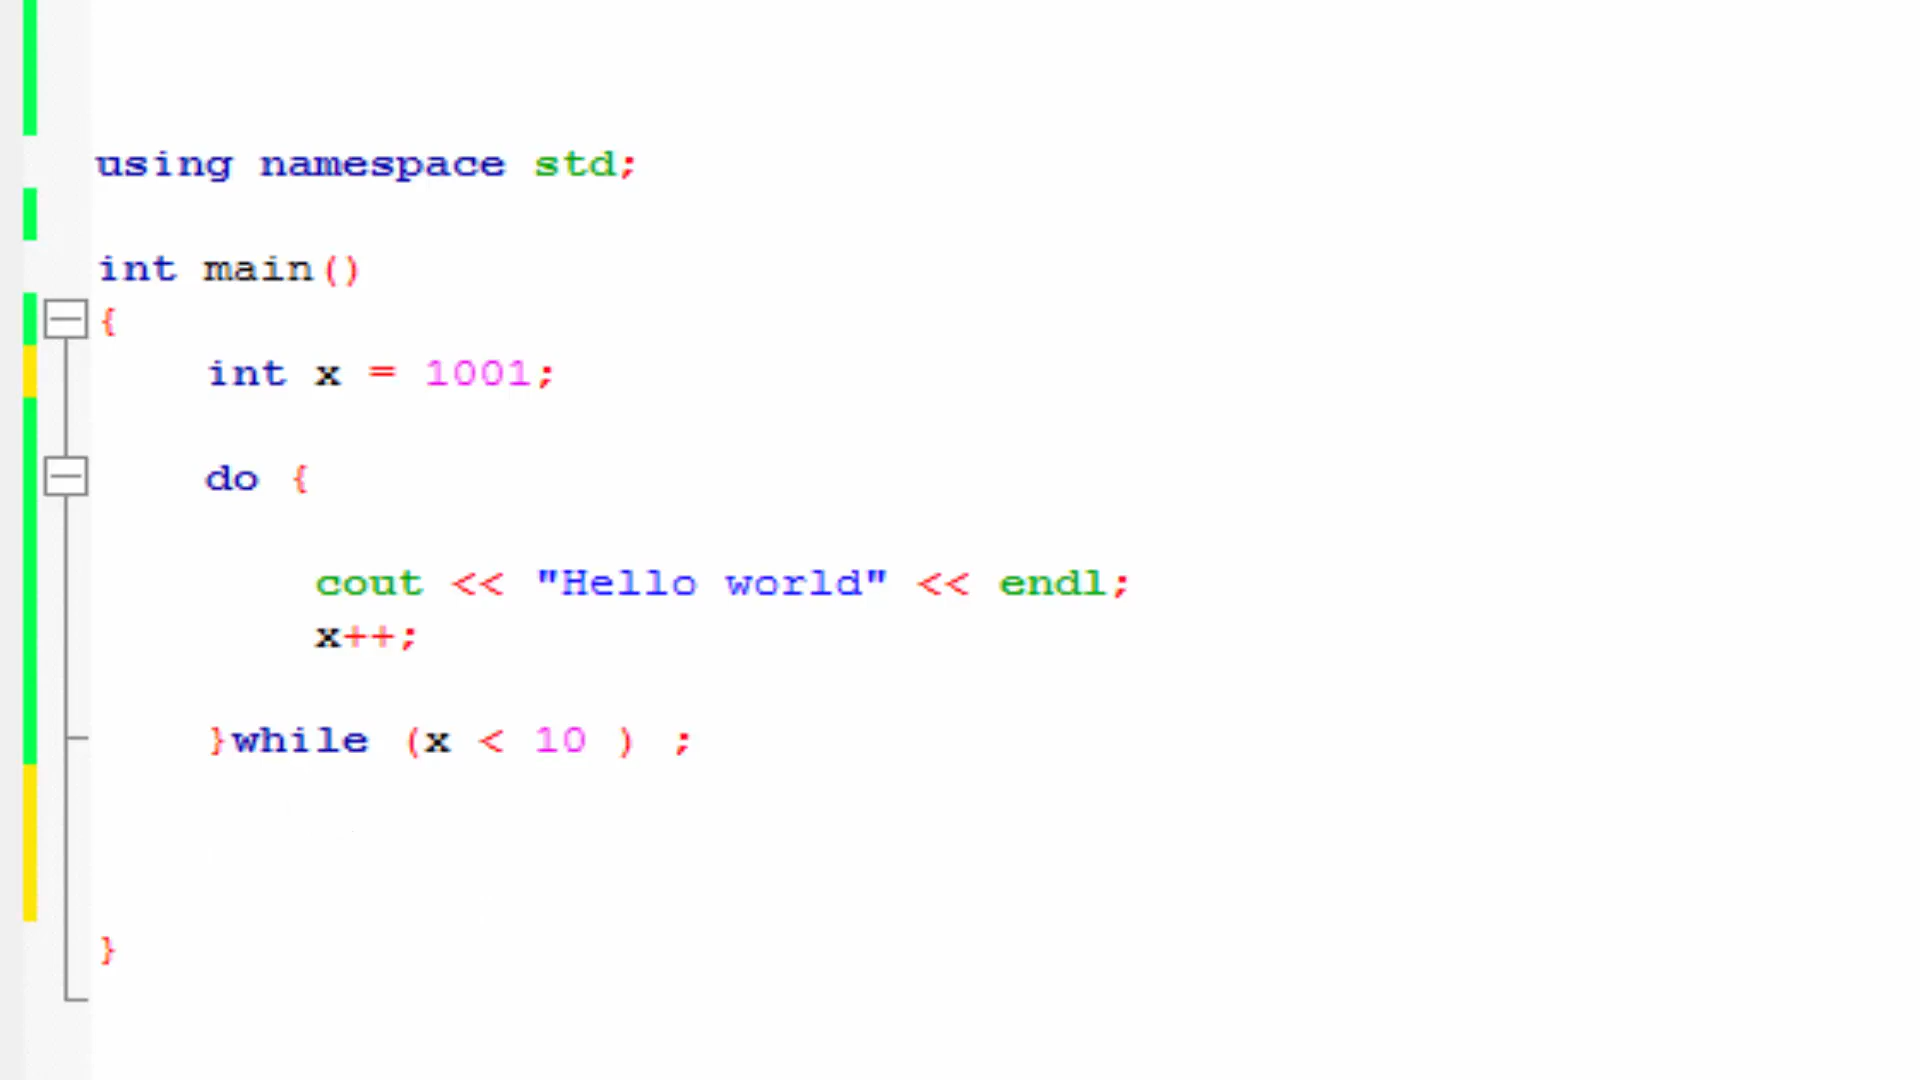 using namespace std;
int main()
{
int x = 1001;
do {
cout << "Hello world" << endl;
x++;
}while (x < 10 ) ;
}